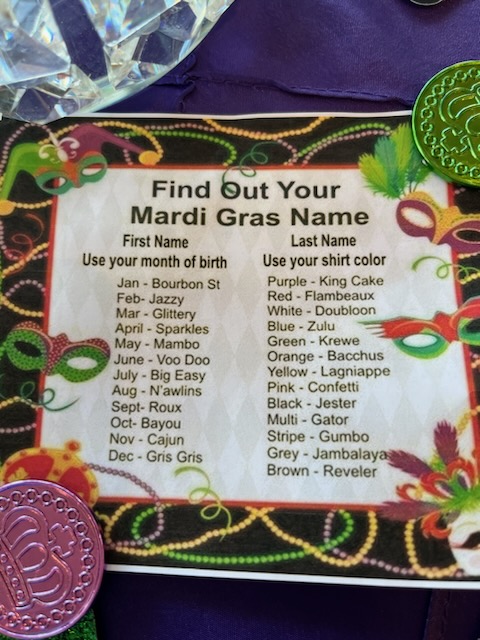 Find Out Your
Mardi Gras Name
First Name
Use your month of birth
Jan - Bourbon St
Feb- Jazzy
Mar - Glittery
April - Sparkles
May - Mambo
June - Voo Doo
July - Big Easy
Aug - N'awlins
Sept- Roux
Oct- Bayou
Nov - Cajun
Dec - Gris Gris
Last Name
Use your shirt color
Purple - King Cake
Red - Flambeaux
White - Doubloon
Blue - Zulu
Green - Krewe
Orange - Bacchus
Yellow - Lagniappe
Pink - Confetti
Black - Jester
Multi - Gator
Stripe - Gumbo
Grey - Jambalaya
Brown - Reveler